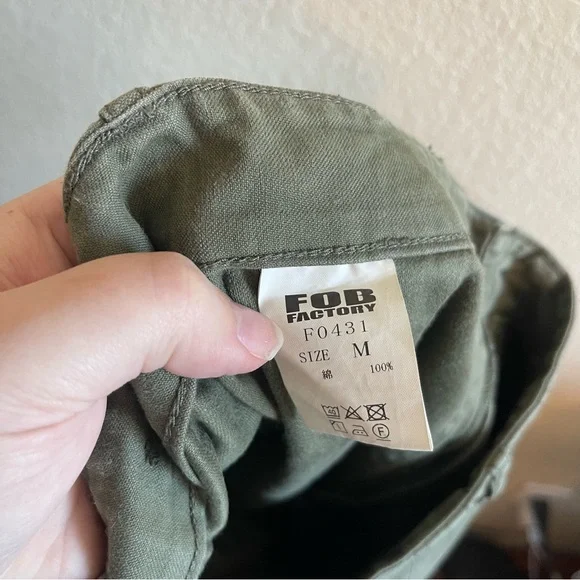 FOB
FACTORY
F0431
SIZE M
綿 100%